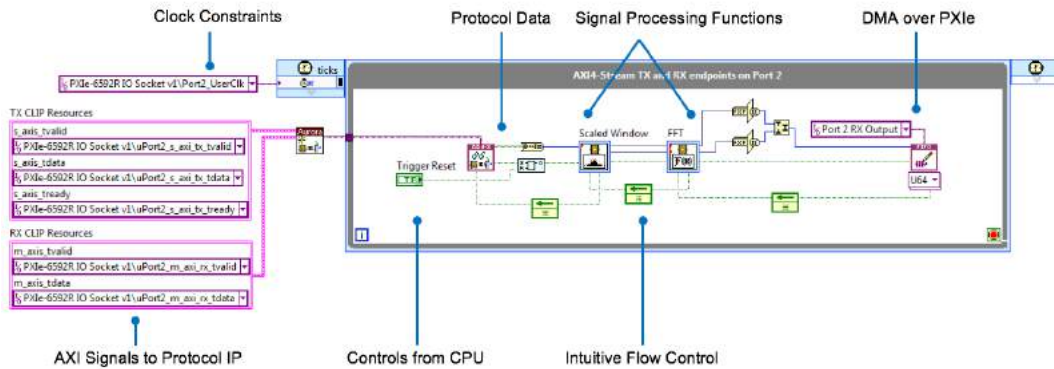 Clock Constraints
Protocol Data
Signal Processing Functions
DMA over PXIe
ticks
AXI4-Stream TX and RX endpoints on Port 2
PXIe-6592R IO Socket v1\Port2_UserClk
TX CLIP Resources
s_axis_tvalid
PXIe-6592R IO Socket v1\uPort2_s_axi_tx_tvalid
s_axis_tdata
PXIe-6592R IO Socket v1\uPort2_s_axi_tx_tdata
s_axis_tready
PXIe-6592R IO Socket v1\uPort2_s_axi_tx_tready
RX CLIP Resources
m_axis_tvalid
PXIe-6592R IO Socket v1\uPort2_m_axi_rx_tvalid
m_axis_tdata
PXIe-6592R IO Socket v1\uPort2_m_axi_rx_tdata
Aurora
Trigger Reset
TF
Scaled Window
FFT
F(ω)
Port 2 RX Output
U64
i
AXI Signals to Protocol IP
Controls from CPU
Intuitive Flow Control